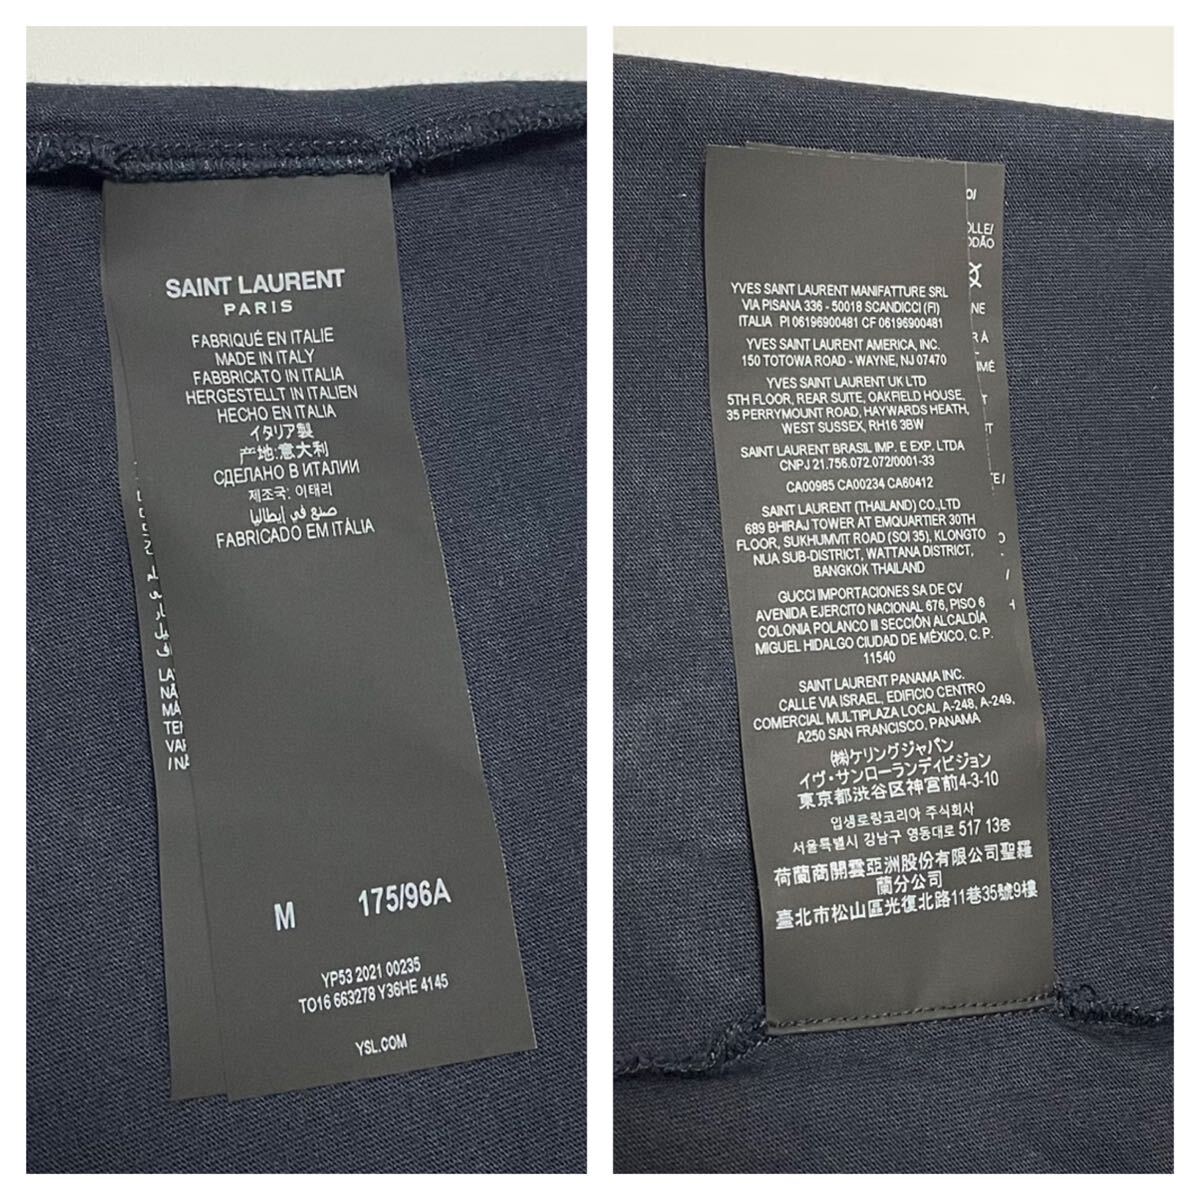 SAINT LAURENT
PARIS
FABRIQUÉ EN ITALIE
MADE IN ITALY
FABBRICATO IN ITALIA
HERGESTELLT IN ITALIEN
HECHO EN ITALIA
イタリア製
产地:意大利
СДЕЛАНО В ИТАЛИИ
제조국: 이태리
صنع في إيطاليا
FABRICADO EM ITÁLIA
M 175/96A
YP53 2021 00235
TO16 663278 Y36HE 4145
YSL.COM
YVES SAINT LAURENT MANIFATTURE SRL
VIA PISANA 336 - 50018 SCANDICCI (FI)
ITALIA PI 06196900481 CF 06196900481
YVES SAINT LAURENT AMERICA, INC.
150 TOTOWA ROAD - WAYNE, NJ 07470
YVES SAINT LAURENT UK LTD
5TH FLOOR, REAR SUITE, OAKFIELD HOUSE,
35 PERRYMOUNT ROAD, HAYWARDS HEATH,
WEST SUSSEX, RH16 3BW
SAINT LAURENT BRASIL IMP. E EXP. LTDA
CNPJ 21.756.072.072/0001-33
CA00985 CA00234 CA60412
SAINT LAURENT (THAILAND) CO.,LTD
689 BHIRAJ TOWER AT EMQUARTIER 30TH
FLOOR, SUKHUMVIT ROAD (SOI 35), KLONGTO
NUA SUB-DISTRICT, WATTANA DISTRICT,
BANGKOK THAILAND
GUCCI IMPORTACIONES SA DE CV
AVENIDA EJERCITO NACIONAL 676, PISO 6
COLONIA POLANCO III SECCIÓN ALCALDÍA
MIGUEL HIDALGO CIUDAD DE MÉXICO, C. P.
11540
SAINT LAURENT PANAMA INC.
CALLE VIA ISRAEL, EDIFICIO CENTRO
COMERCIAL MULTIPLAZA LOCAL A-248, A-249,
A250 SAN FRANCISCO, PANAMA
㈱ケリングジャパン
イヴ・サンローランディビジョン
東京都渋谷区神宮前4-3-10
입생로랑코리아 주식회사
서울특별시 강남구 영동대로 517 13층
荷蘭商開雲亞洲股份有限公司聖羅
蘭分公司
臺北市松山區光復北路11巷35號9樓